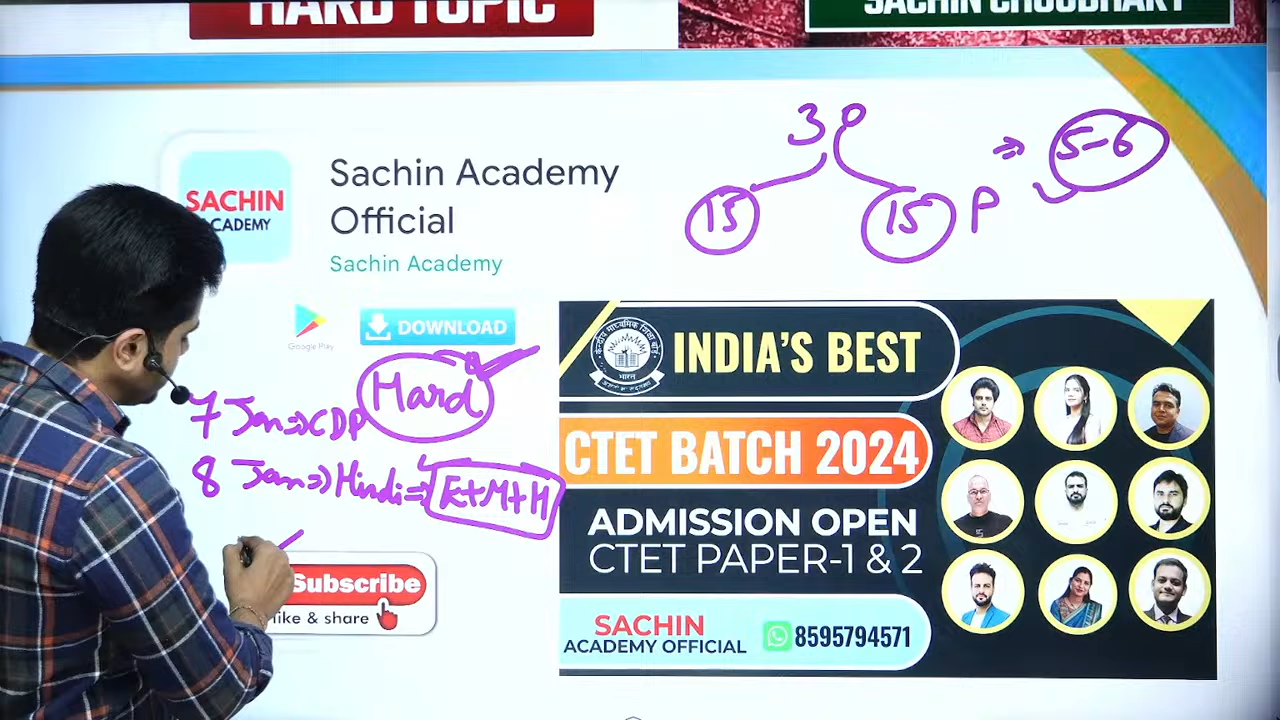 HARD TOPIC
SACHIN CHOUDHARY
SACHIN
ACADEMY
Sachin Academy
Official
Sachin Academy
Google Play
DOWNLOAD
30
15
15 P
⇒ 5-6
7 Jan ⇒ CDP Hard
8 Jan ⇒ Hindi ⇒ E+M+H
Subscribe
like & share
INDIA'S BEST
CTET BATCH 2024
ADMISSION OPEN
CTET PAPER-1 & 2
SACHIN
ACADEMY OFFICIAL
8595794571